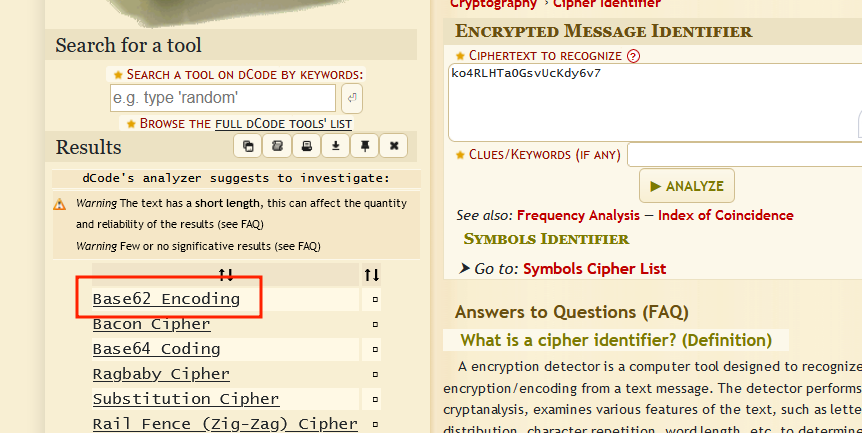 Search for a tool
★ SEARCH A TOOL ON DCODE BY KEYWORDS:
e.g. type 'random'
★ BROWSE THE FULL DCODE TOOLS' LIST
Results
dCode's analyzer suggests to investigate:
Warning The text has a short length, this can affect the quantity
and reliability of the results (see FAQ)
Warning Few or no significative results (see FAQ)
Base62 Encoding
Bacon Cipher
Base64 Coding
Ragbaby Cipher
Substitution Cipher
Rail Fence (Zig-Zag) Cipher
Cryptography › Cipher Identifier
ENCRYPTED MESSAGE IDENTIFIER
★ CIPHERTEXT TO RECOGNIZE ?
ko4RLHTa0GsvUcKdy6v7
★ CLUES/KEYWORDS (IF ANY)
▶ ANALYZE
See also: Frequency Analysis — Index of Coincidence
SYMBOLS IDENTIFIER
➤ Go to: Symbols Cipher List
Answers to Questions (FAQ)
What is a cipher identifier? (Definition)
A encryption detector is a computer tool designed to recognize
encryption/encoding from a text message. The detector performs
cryptanalysis, examines various features of the text, such as lette
distribution, character repetition, word length, etc. to determine